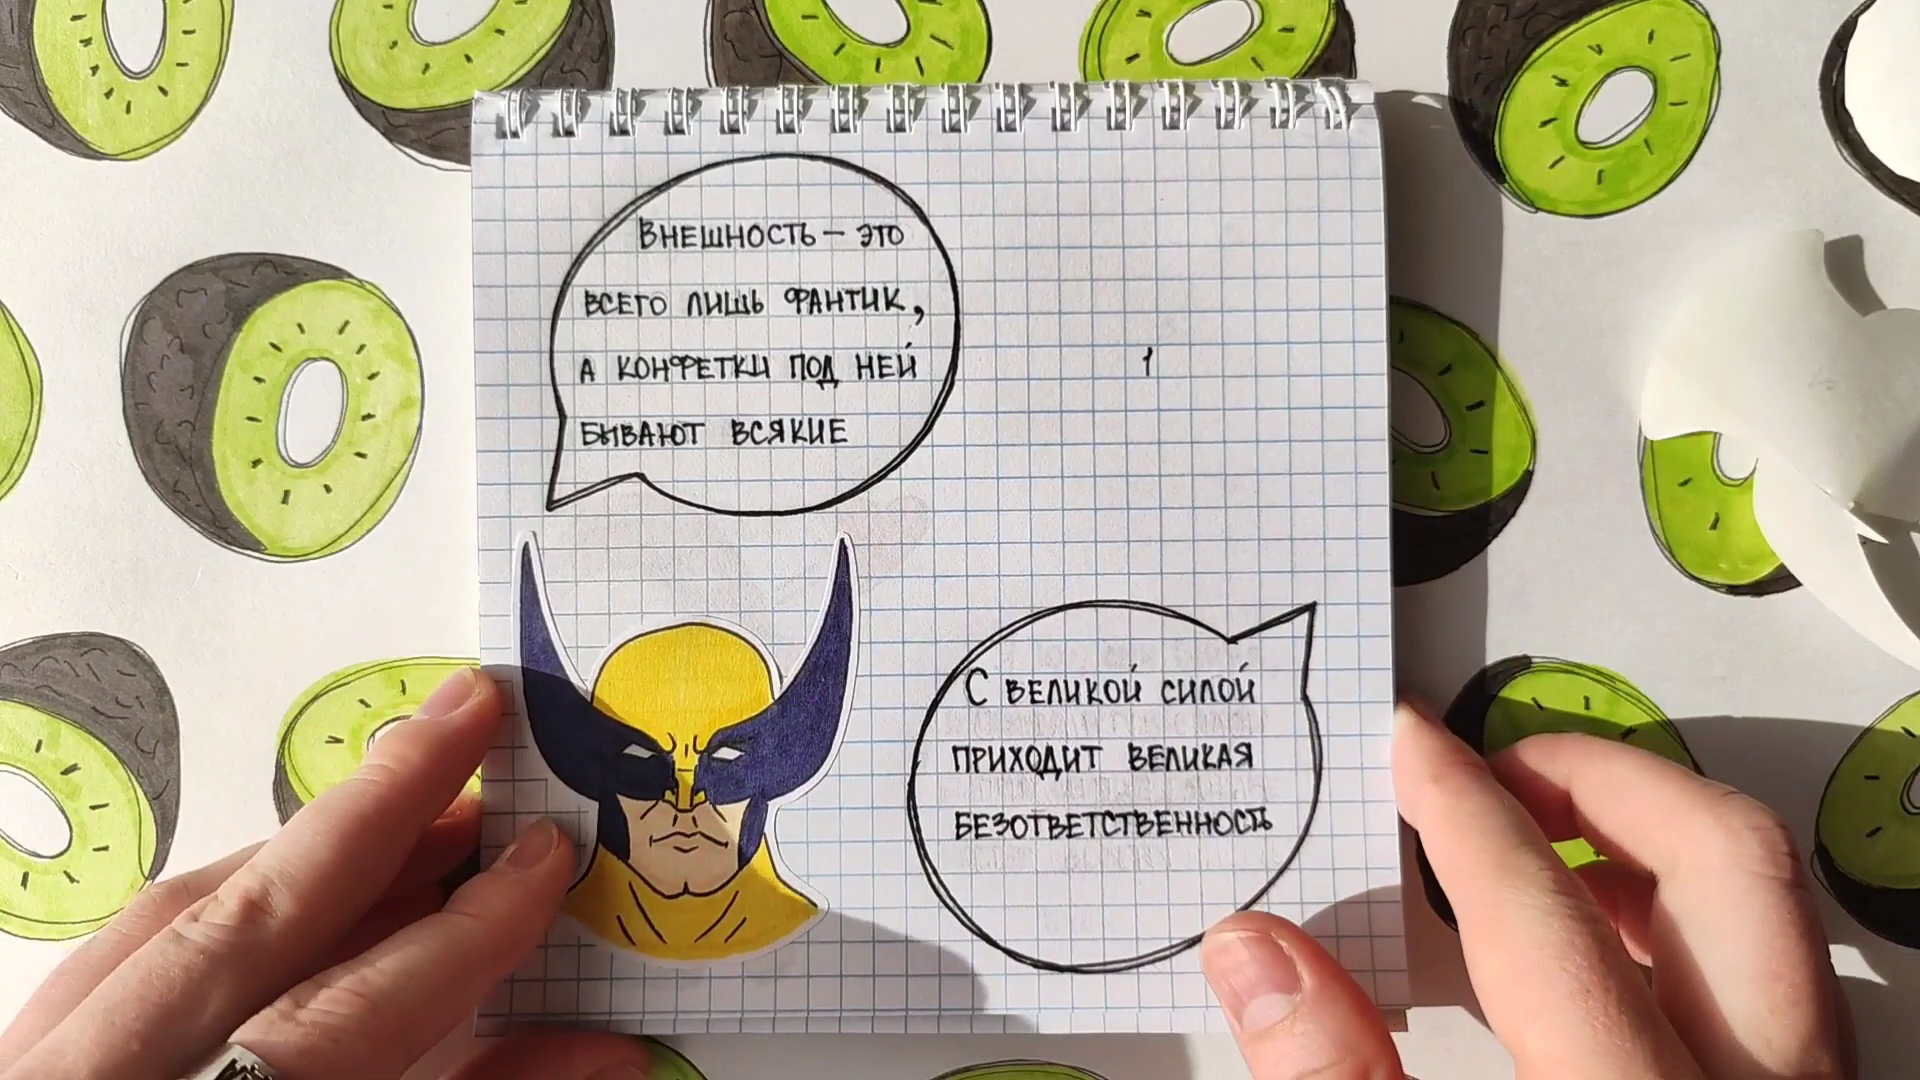 Внешность – это
всего лишь фантик,
а конфетки под ней
бывают всякие
1
С великой силой
приходит великая
безответственность